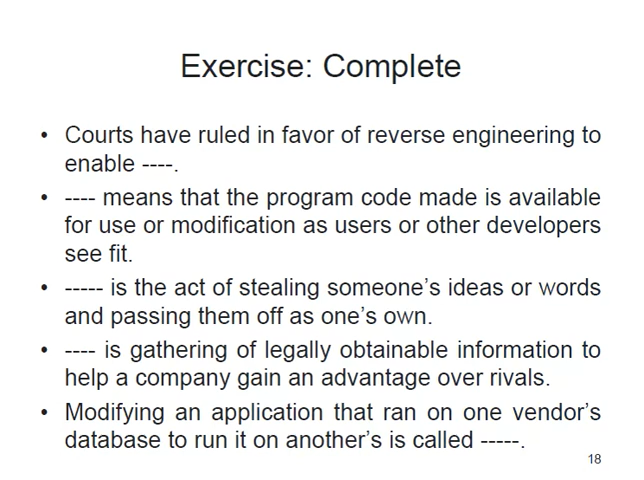 Exercise: Complete
• Courts have ruled in favor of reverse engineering to
enable ----.
• ---- means that the program code made is available
for use or modification as users or other developers
see fit.
• ----- is the act of stealing someone’s ideas or words
and passing them off as one’s own.
• ---- is gathering of legally obtainable information to
help a company gain an advantage over rivals.
• Modifying an application that ran on one vendor’s
database to run it on another’s is called -----.
18